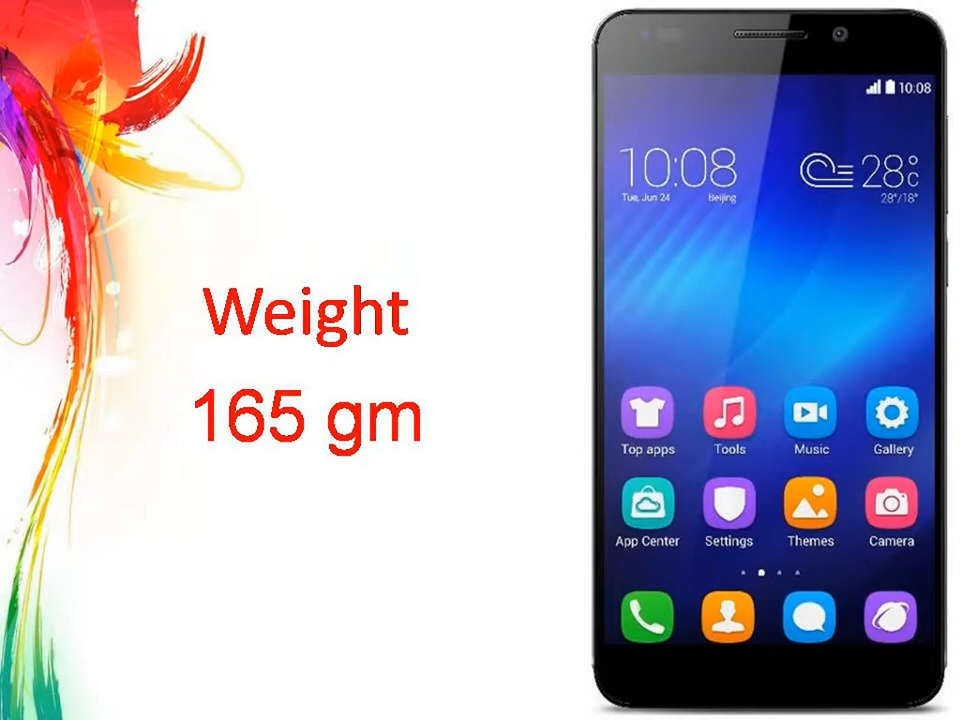 Weight
165 gm
10:08
10:08
28°
Tue, Jun 24 Beijing
28°/18°
Top apps Tools Music Gallery
App Center Settings Themes Camera